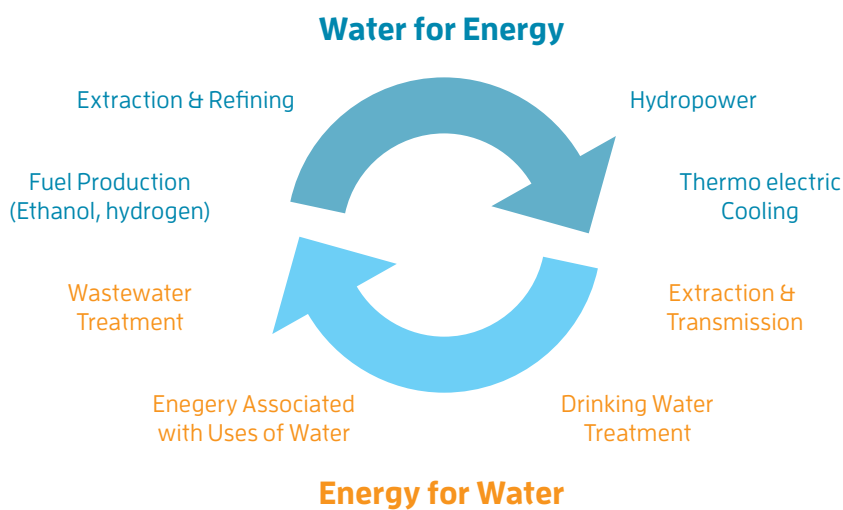 Water for Energy
Extraction & Refining
Hydropower
Fuel Production
(Ethanol, hydrogen)
Thermo electric
Cooling
Wastewater
Treatment
Extraction &
Transmission
Enegery Associated
with Uses of Water
Drinking Water
Treatment
Energy for Water